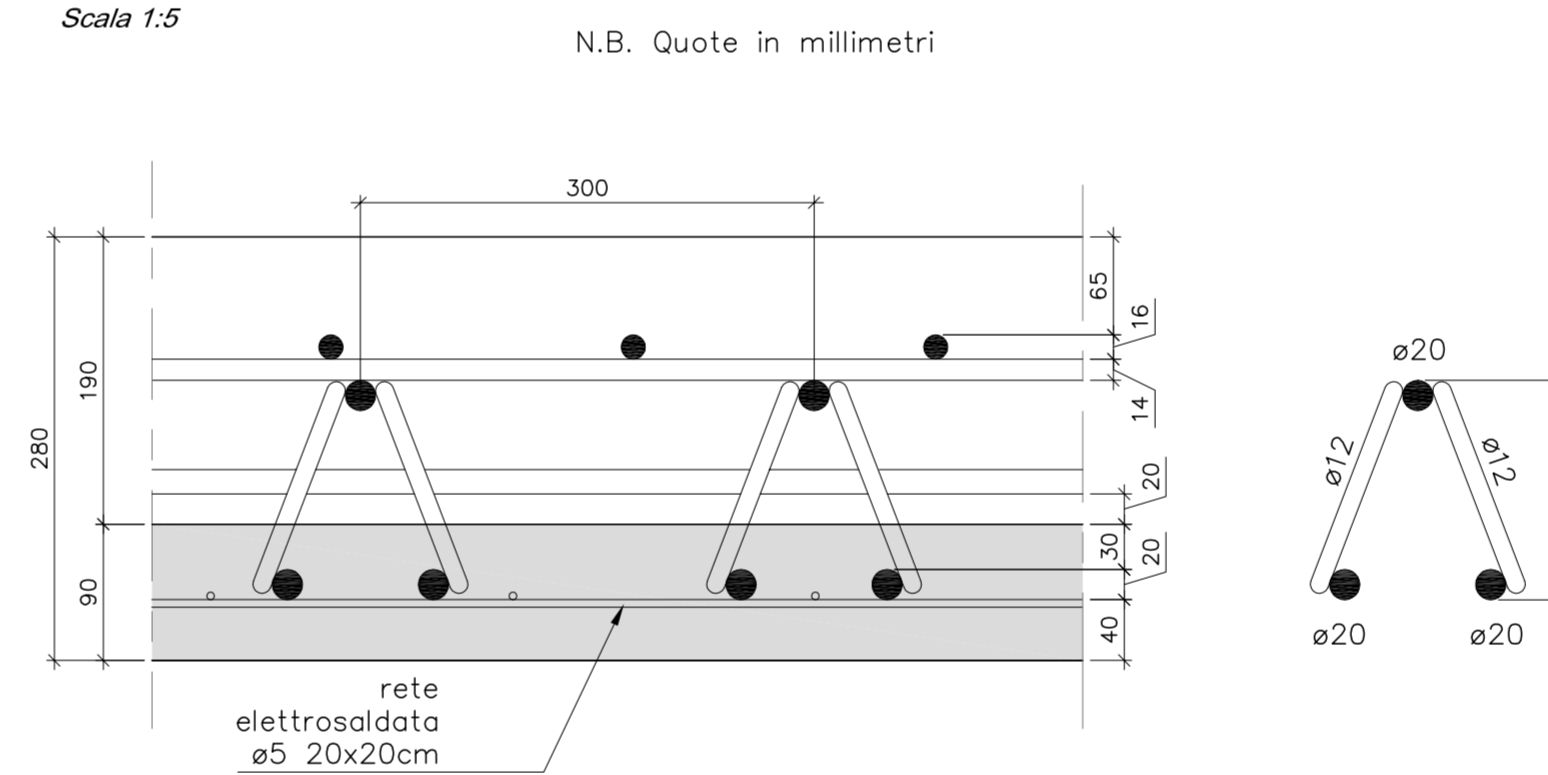 Scala 1:5
N.B. Quote in millimetri
300
65
16
190
14
280
20
30
20
90
40
rete
elettrosaldata
ø5 20x20cm
ø20
ø12
ø12
ø20
ø20